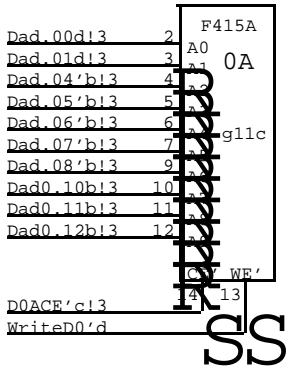 F415A
0A
g11c
Dad.00d!3 2 A0
Dad.01d!3 3 A1
Dad.04'b!3 4
Dad.05'b!3 5
Dad.06'b!3 6
Dad.07'b!3 7
Dad.08'b!3 9
Dad0.10b!3 10
Dad0.11b!3 11
Dad0.12b!3 12
WE'
14 13
D0ACE'c!3
WriteD0'd
SS